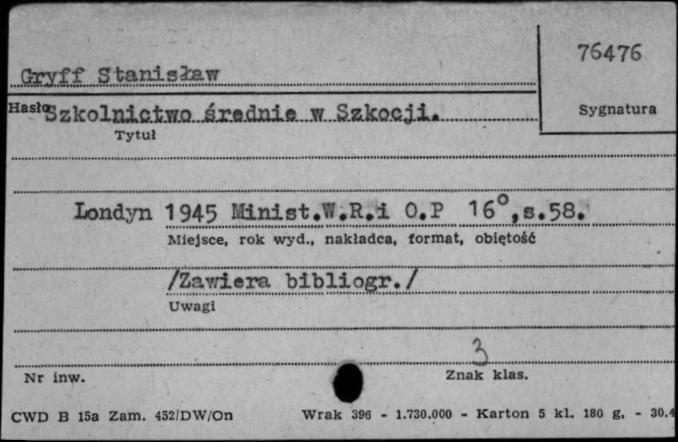 76476
Gryff Stanisław
Hasło Szkolnictwo średnie w Szkocji.
Sygnatura
Tytuł
Londyn 1945 Minist.W.R.i O.P 16°,s.58.
Miejsce, rok wyd., nakładca, format, objętość
/Zawiera bibliogr./
Uwagi
3
Nr inw. Znak klas.
CWD B 15a Zam. 452/DW/On Wrak 396 - 1.730.000 - Karton 5 kl. 180 g. - 30.4